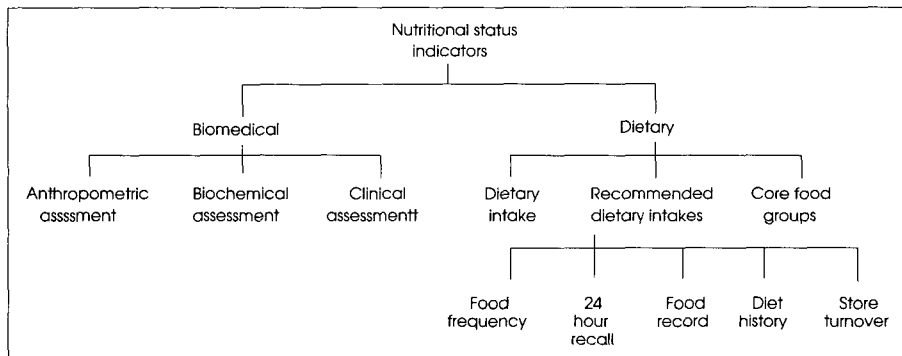 Nutritional status
indicators
Biomedical
Dietary
Anthropometric
asssment
Biochemical
assessment
Clinical
assessmentt
Dietary
intake
Recommended
dietary intakes
Core food
groups
Food
frequency
24
hour
recall
Food
record
Diet
history
Store
turnover